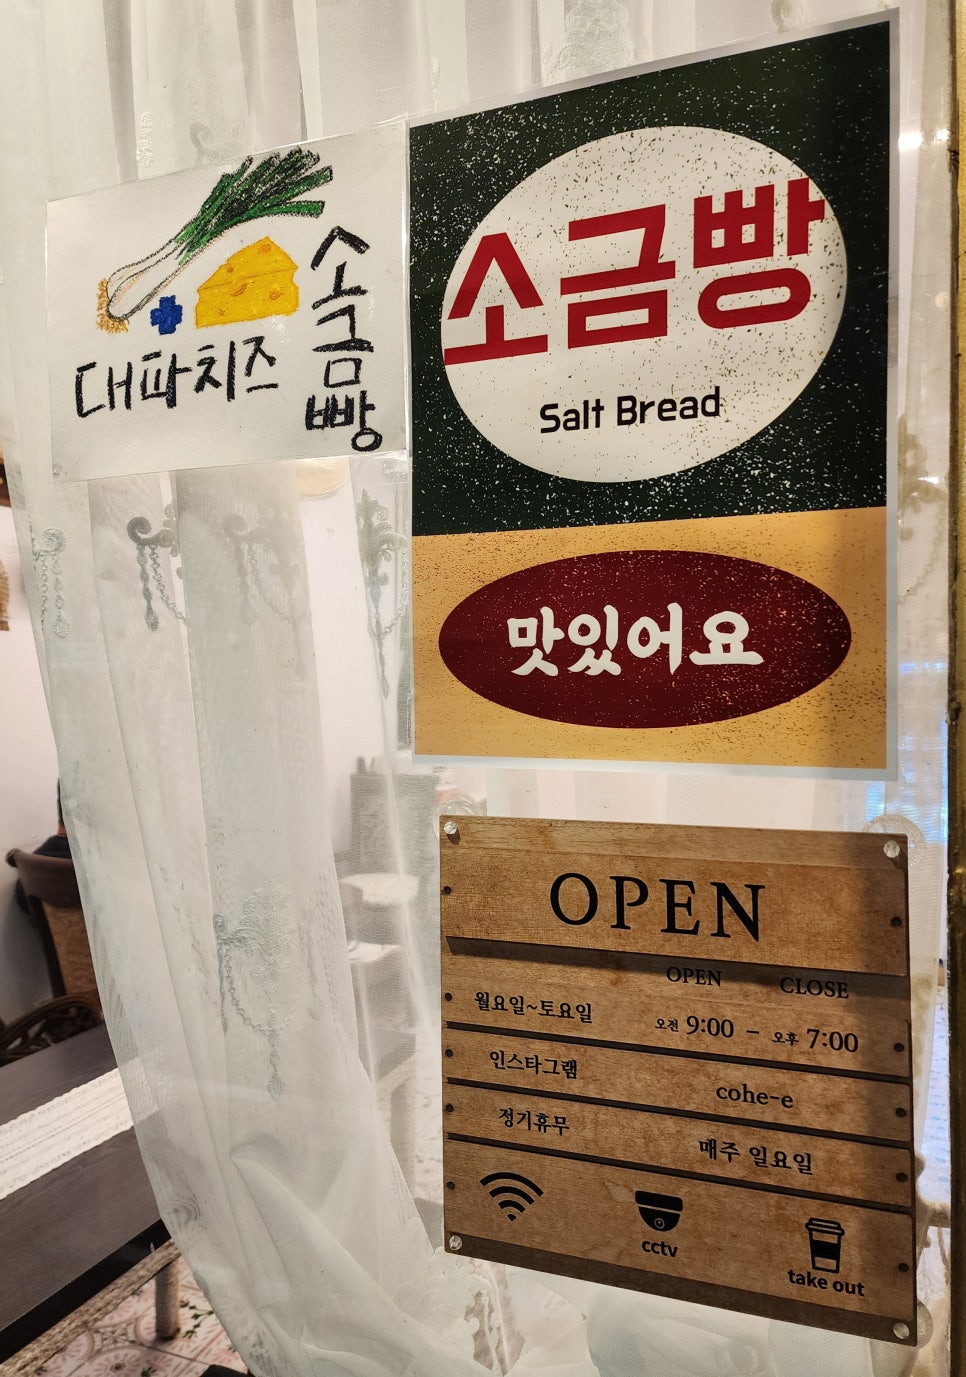 대파치즈
소금빵
소금빵
Salt Bread
맛있어요
OPEN
OPEN CLOSE
월요일~토요일 오전 9:00 - 오후 7:00
인스타그램 cohe-e
정기휴무 매주 일요일
cctv
take out